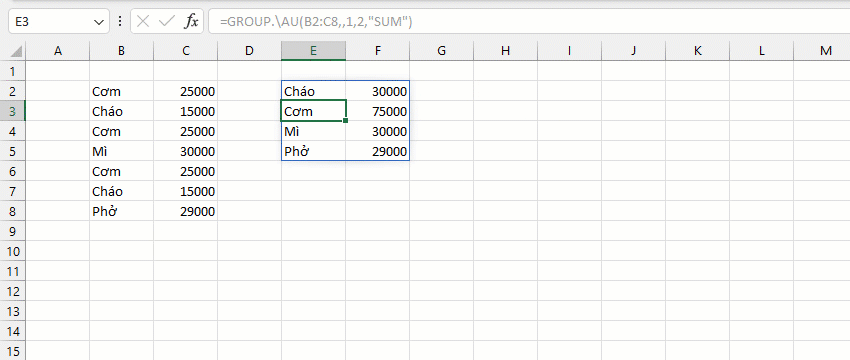 E3 fx =GROUP.\AU(B2:C8,,1,2,"SUM")
A B C D E F G H I J K L M
1
2 Cơm 25000 Cháo 30000
3 Cháo 15000 Cơm 75000
4 Cơm 25000 Mì 30000
5 Mì 30000 Phở 29000
6 Cơm 25000
7 Cháo 15000
8 Phở 29000
9
10
11
12
13
14
15